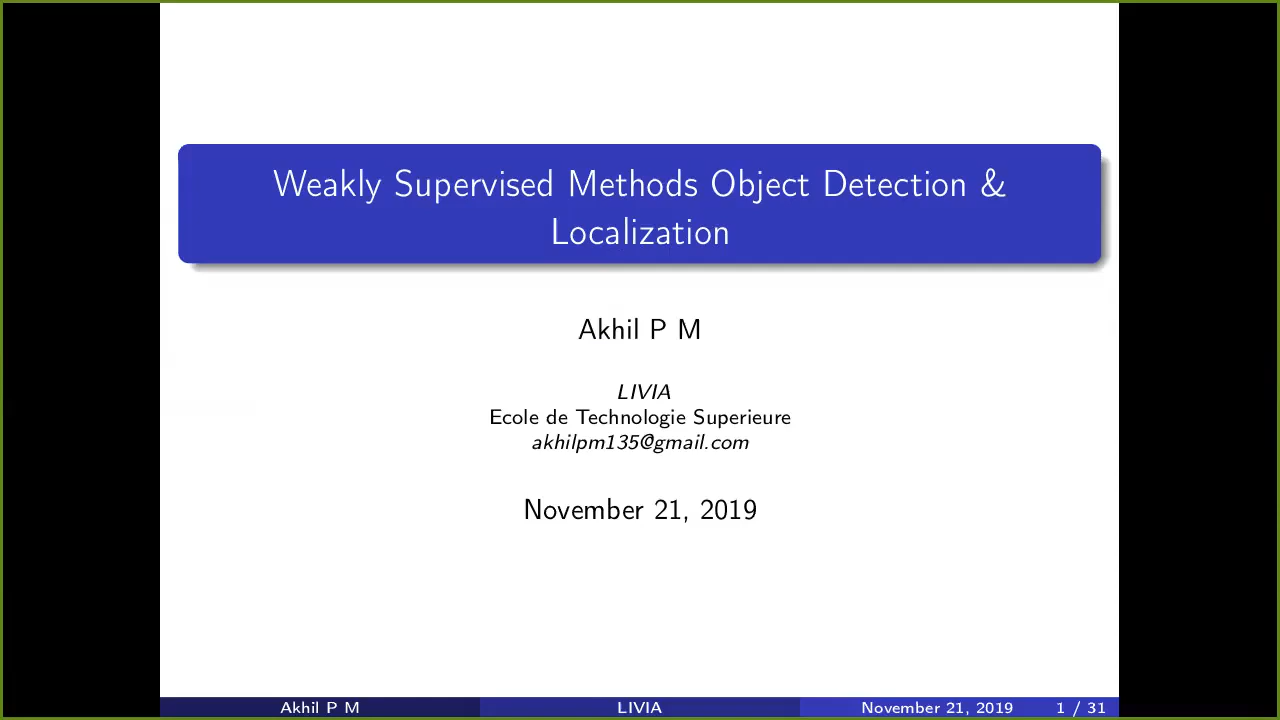 Weakly Supervised Methods Object Detection &
Localization
Akhil P M
LIVIA
Ecole de Technologie Superieure
akhilpm135@gmail.com
November 21, 2019
Akhil P M LIVIA November 21, 2019 1 / 31